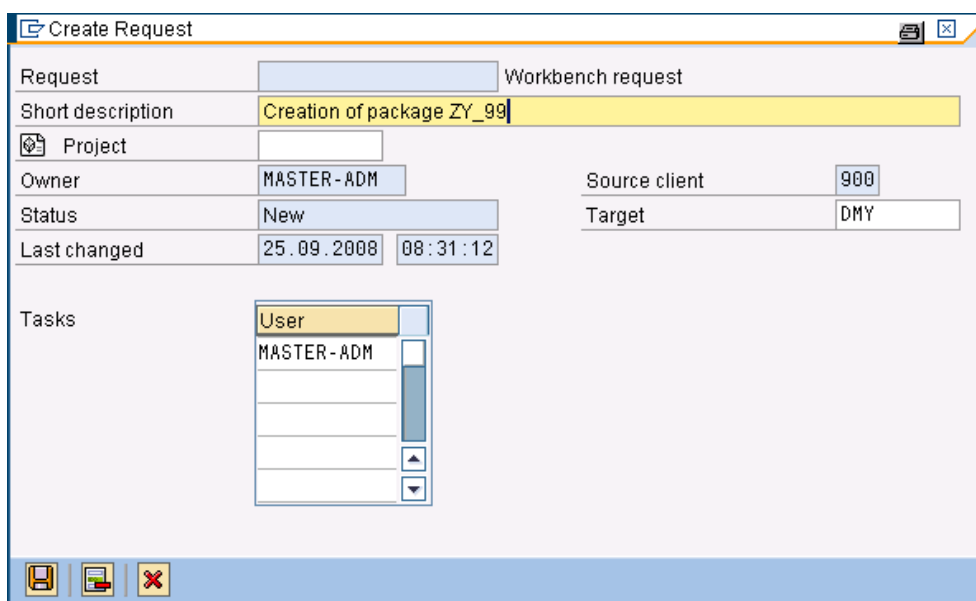 Create Request
Request Workbench request
Short description Creation of package ZY_99
Project
Owner MASTER-ADM Source client 900
Status New Target DMY
Last changed 25.09.2008 08:31:12
Tasks User
MASTER-ADM